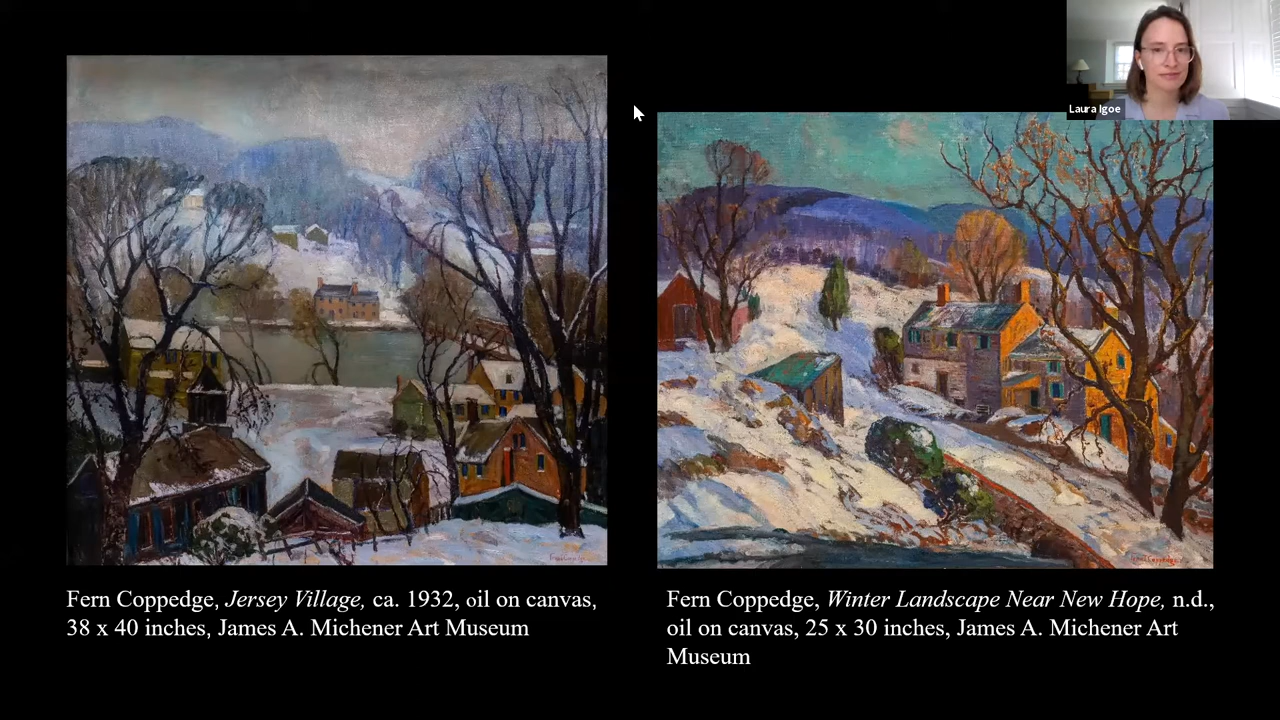 Laura Igoe
Fern Coppedge, Jersey Village, ca. 1932, oil on canvas,
38 x 40 inches, James A. Michener Art Museum
Fern Coppedge, Winter Landscape Near New Hope, n.d.,
oil on canvas, 25 x 30 inches, James A. Michener Art
Museum